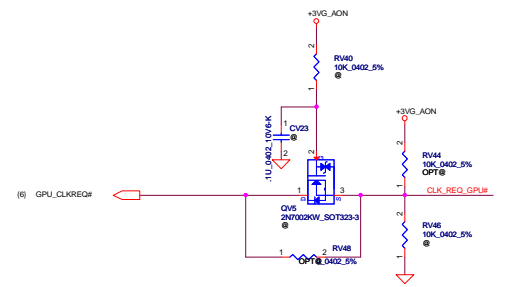 +3VG_AON
2
RV40
10K_0402_5%
@
1
.1U_0402_10V6-K
1
CV23
@
2
2
+3VG_AON
2
RV44
10K_0402_5%
OPT@
1
(6) GPU_CLKREQ#
1
D
S
3
CLK_REQ_GPU#
QV5
2N7002KW_SOT323-3
@
2
RV46
10K_0402_5%
@
1
1
2
RV48
OPT@_0402_5%